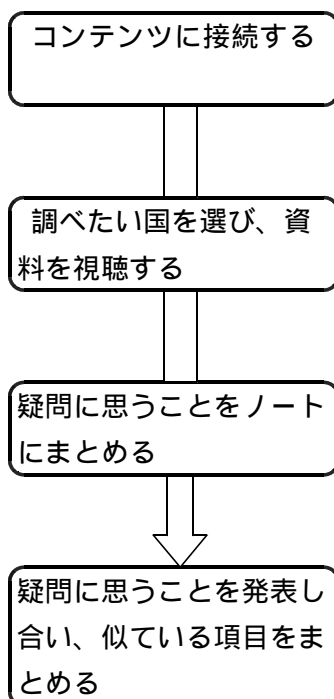 コンテンツに接続する
調べたい国を選び、資
料を視聴する
疑問に思うことをノート
にまとめる
疑問に思うことを発表し
合い、似ている項目をま
とめる